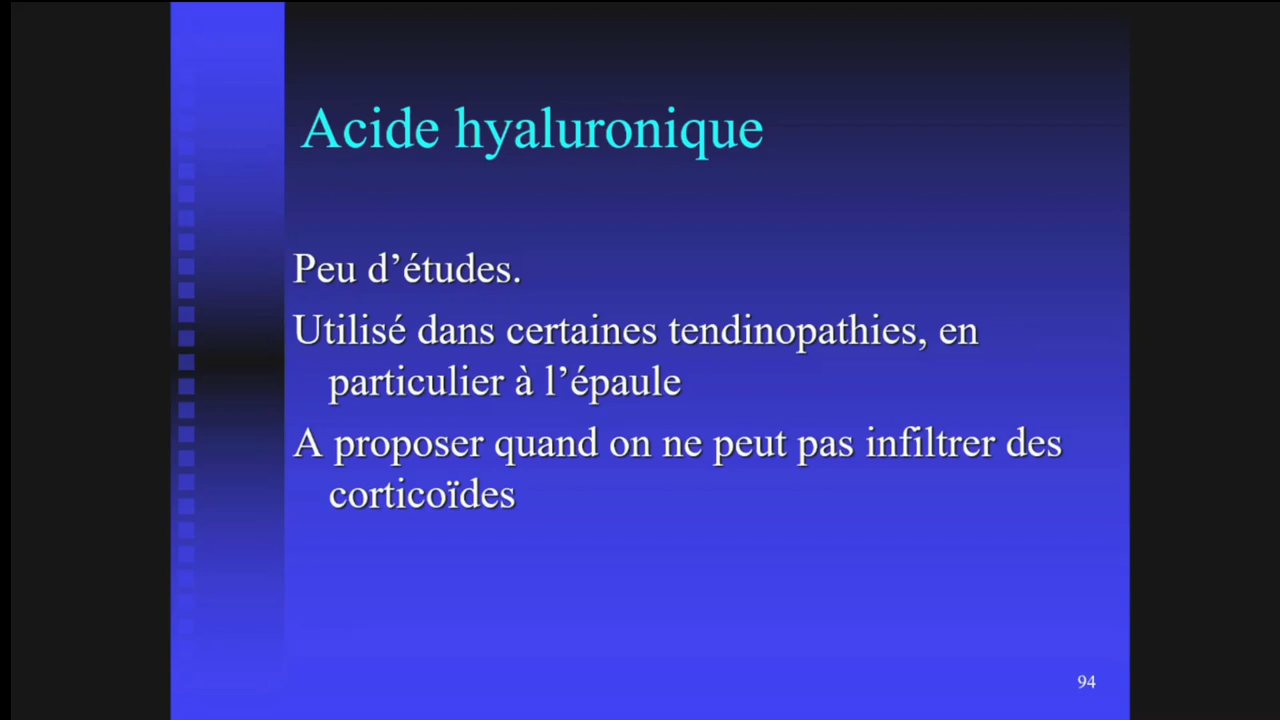 Acide hyaluronique
Peu d’études.
Utilisé dans certaines tendinopathies, en
particulier à l’épaule
A proposer quand on ne peut pas infiltrer des
corticoïdes
94